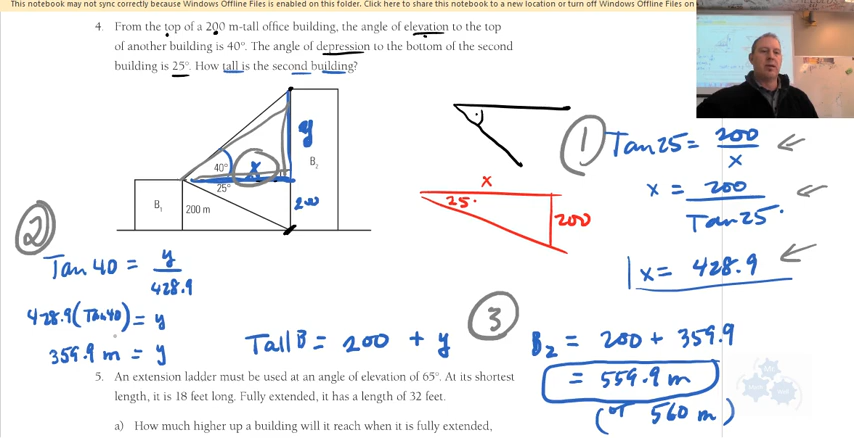 This notebook may not sync correctly because Windows Offline Files is enabled on this folder. Click here to share this notebook to a new location or turn off Windows Offline Files on
4. From the top of a 200 m-tall office building, the angle of elevation to the top
of another building is 40°. The angle of depression to the bottom of the second
building is 25°. How tall is the second building?
y
40°
x
B₂
25°
200
B₁
200 m
x
25°
200
① Tan 25 = 200/x
x = 200/Tan 25°
x = 428.9
②
Tan 40 = y/428.9
428.9(Tan 40) = y
359.9 m = y
Tall B = 200 + y
③
B₂ = 200 + 359.9
= 559.9 m
(or 560 m)
5. An extension ladder must be used at an angle of elevation of 65°. At its shortest
length, it is 18 feet long. Fully extended, it has a length of 32 feet.
a) How much higher up a building will it reach when it is fully extended,